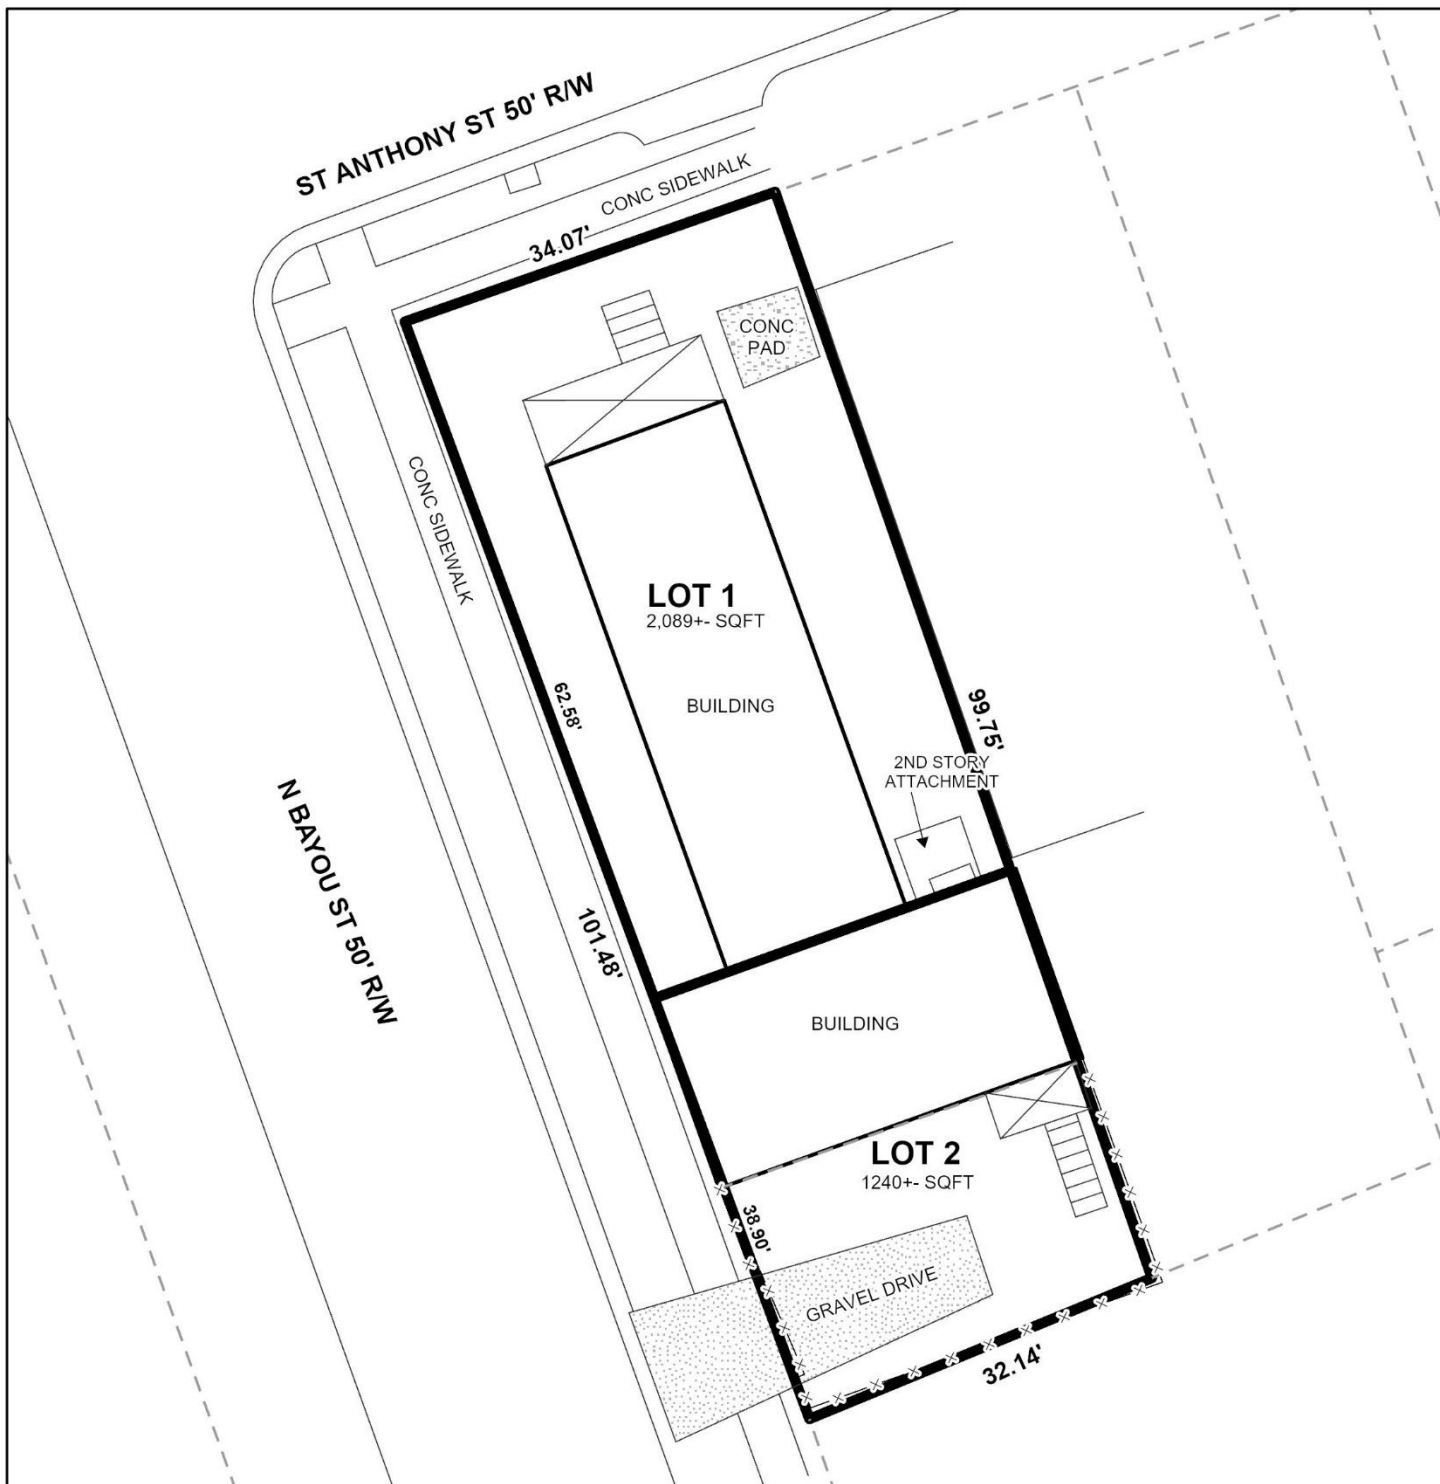 ST ANTHONY ST 50' R/W
CONC SIDEWALK
34.07'
CONC
PAD
CONC SIDEWALK
LOT 1
2,089+- SQFT
62.58'
BUILDING
99.75'
2ND STORY
ATTACHMENT
N BAYOU ST 50' R/W
101.48'
BUILDING
LOT 2
1240+- SQFT
38.90'
GRAVEL DRIVE
32.14'